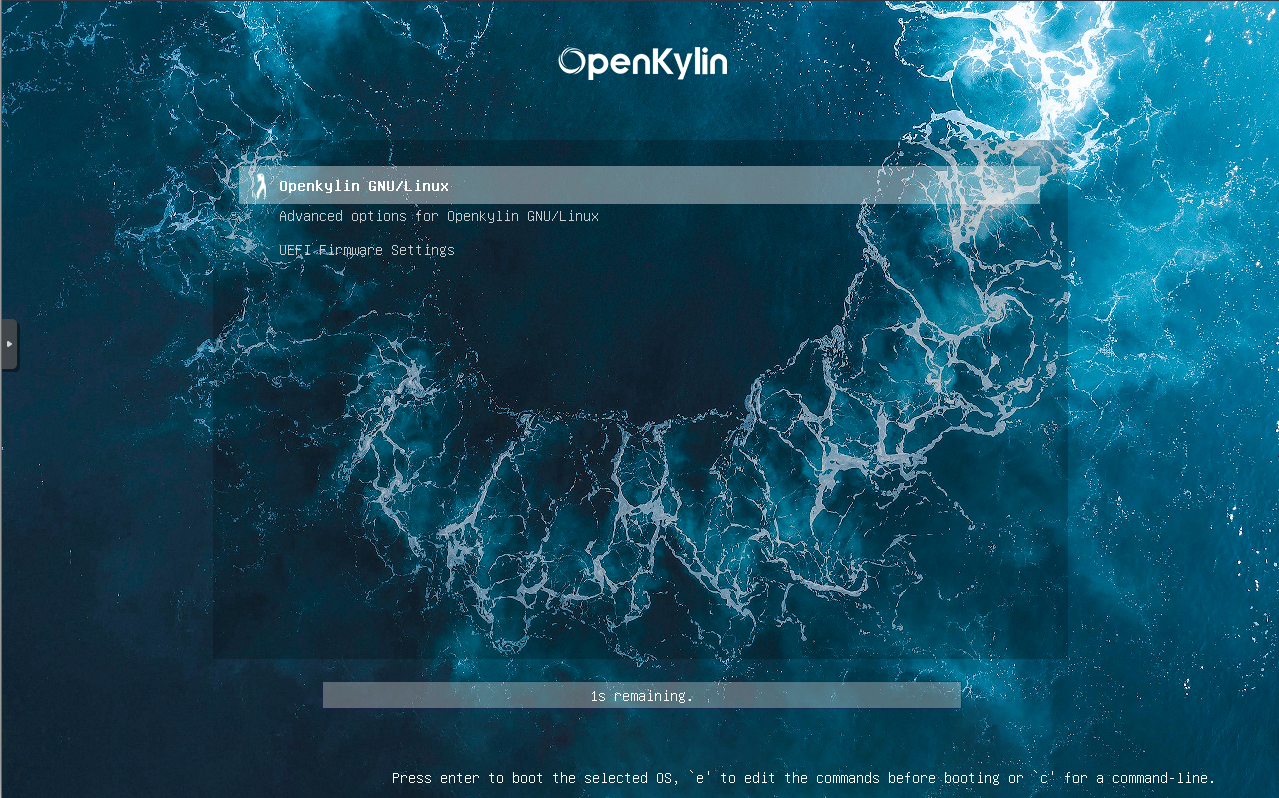 OpenKylin
Openkylin GNU/Linux
Advanced options for Openkylin GNU/Linux
UEFI Firmware Settings
1s remaining.
Press enter to boot the selected OS, `e' to edit the commands before booting or `c' for a command-line.